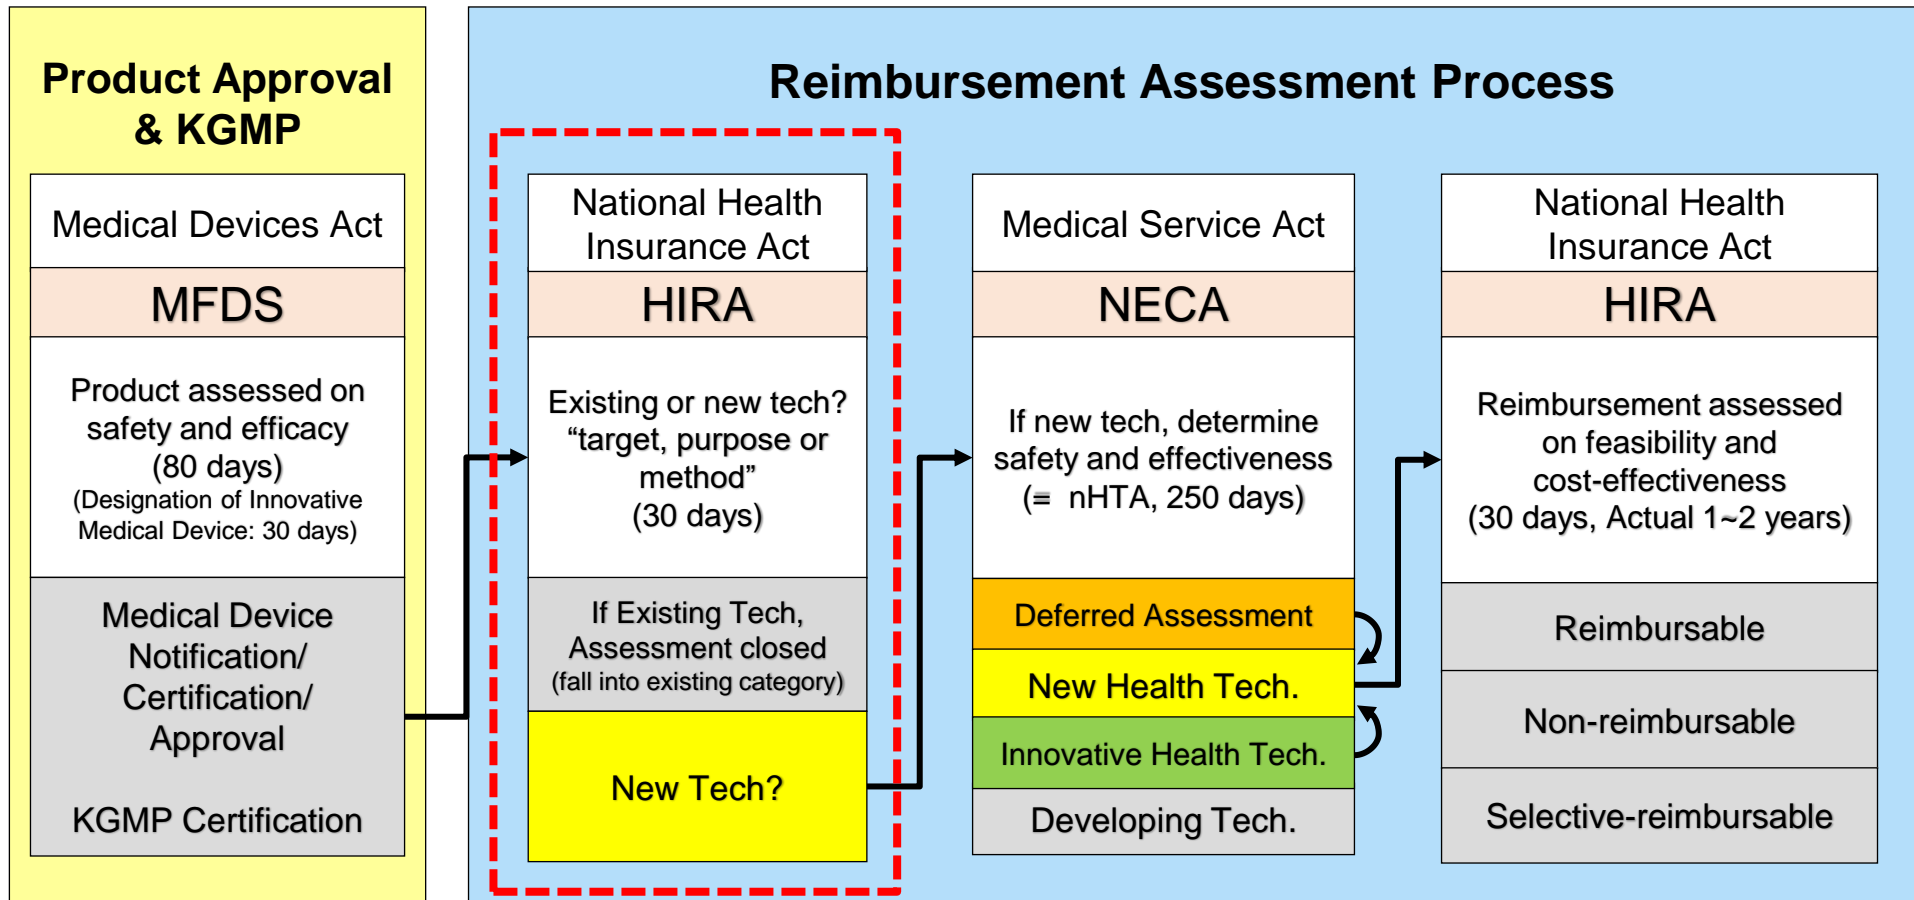 Product Approval
& KGMP
Reimbursement Assessment Process
Medical Devices Act
MFDS
Product assessed on
safety and efficacy
(80 days)
(Designation of Innovative
Medical Device: 30 days)
Medical Device
Notification/
Certification/
Approval
KGMP Certification
National Health
Insurance Act
HIRA
Existing or new tech?
“target, purpose or
method”
(30 days)
If Existing Tech,
Assessment closed
(fall into existing category)
New Tech?
Medical Service Act
NECA
If new tech, determine
safety and effectiveness
(≡ nHTA, 250 days)
Deferred Assessment
New Health Tech.
Innovative Health Tech.
Developing Tech.
National Health
Insurance Act
HIRA
Reimbursement assessed
on feasibility and
cost-effectiveness
(30 days, Actual 1~2 years)
Reimbursable
Non-reimbursable
Selective-reimbursable